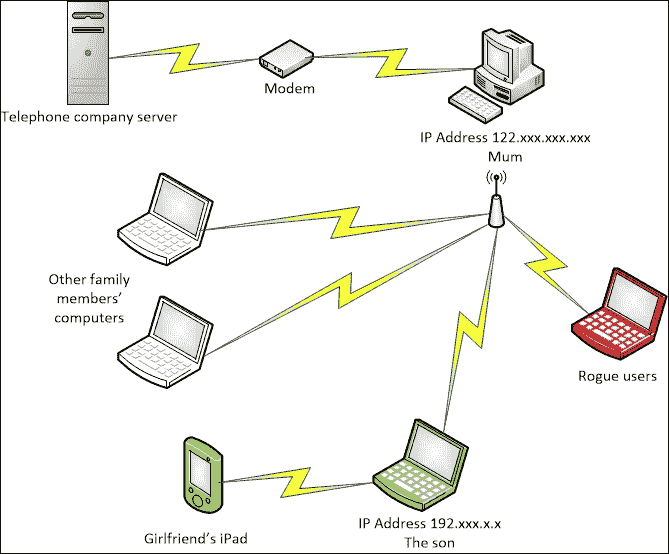 Telephone company server
Modem
IP Address 122.xxx.xxx.xxx
Mum
Other family
members’
computers
Rogue users
Girlfriend’s iPad
IP Address 192.xxx.x.x
The son